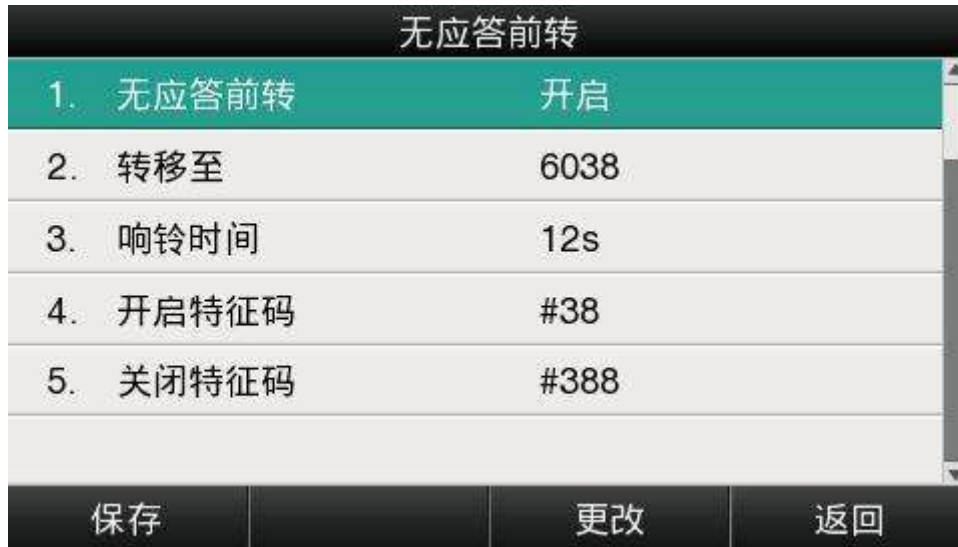 无应答前转
1. 无应答前转 开启
2. 转移至 6038
3. 响铃时间 12s
4. 开启特征码 #38
5. 关闭特征码 #388
保存 更改 返回